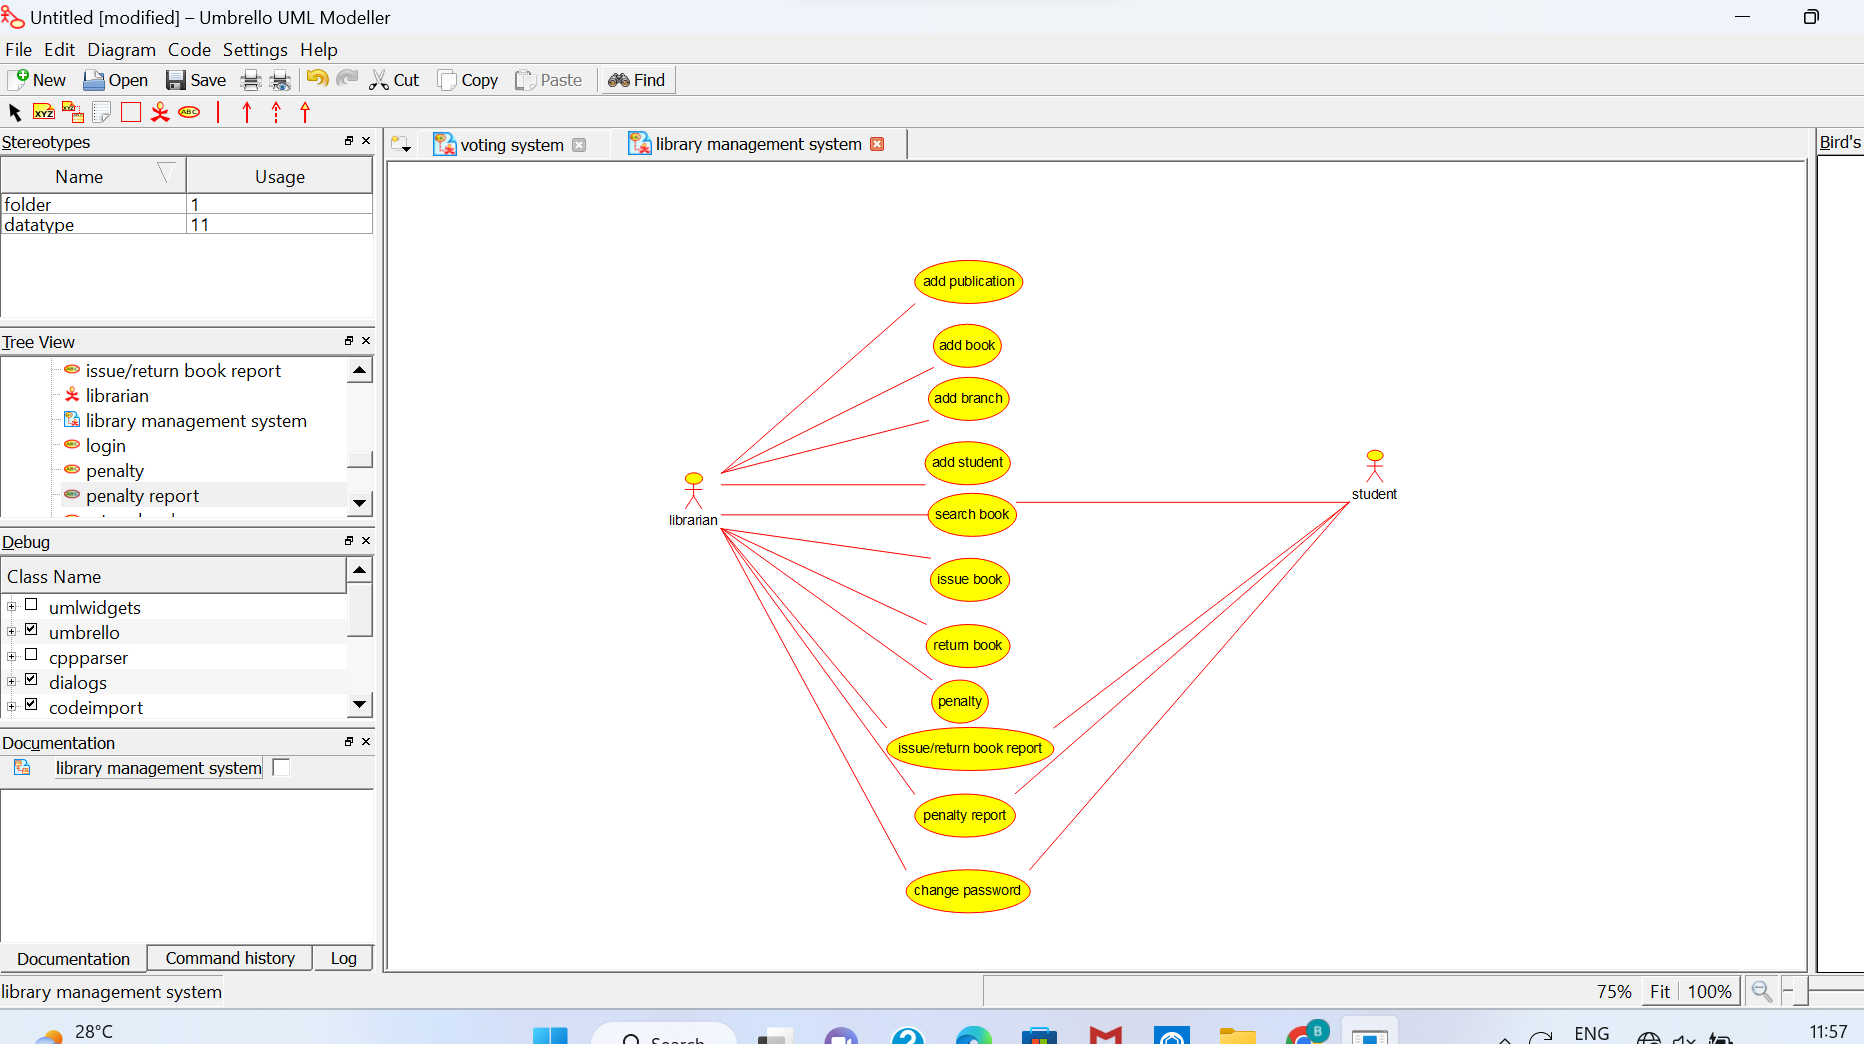 Untitled [modified] – Umbrello UML Modeller
File Edit Diagram Code Settings Help
New Open Save Cut Copy Paste Find
XYZ XYZ ABC
Stereotypes
voting system library management system
Bird's
Name Usage
folder 1
datatype 11
Tree View
issue/return book report
librarian
library management system
login
penalty
penalty report
Debug
Class Name
umlwidgets
umbrello
cppparser
dialogs
codeimport
Documentation
library management system
Documentation Command history Log
add publication
add book
add branch
add student
search book
issue book
return book
penalty
issue/return book report
penalty report
change password
librarian
student
library management system
75% Fit 100%
28°C
Search
B
ENG
11:57